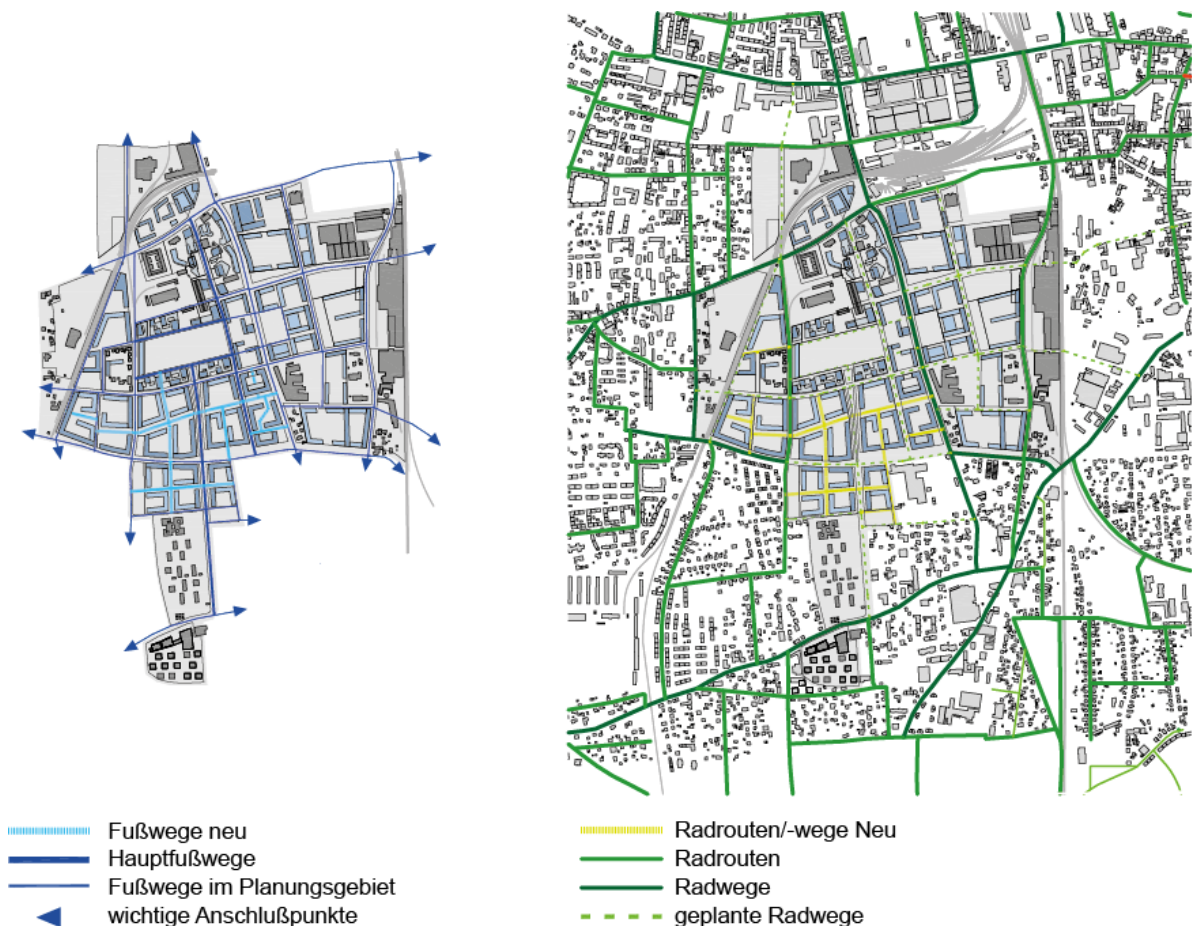 Fußwege neu
Hauptfußwege
Fußwege im Planungsgebiet
wichtige Anschlußpunkte
Radrouten/-wege Neu
Radrouten
Radwege
geplante Radwege